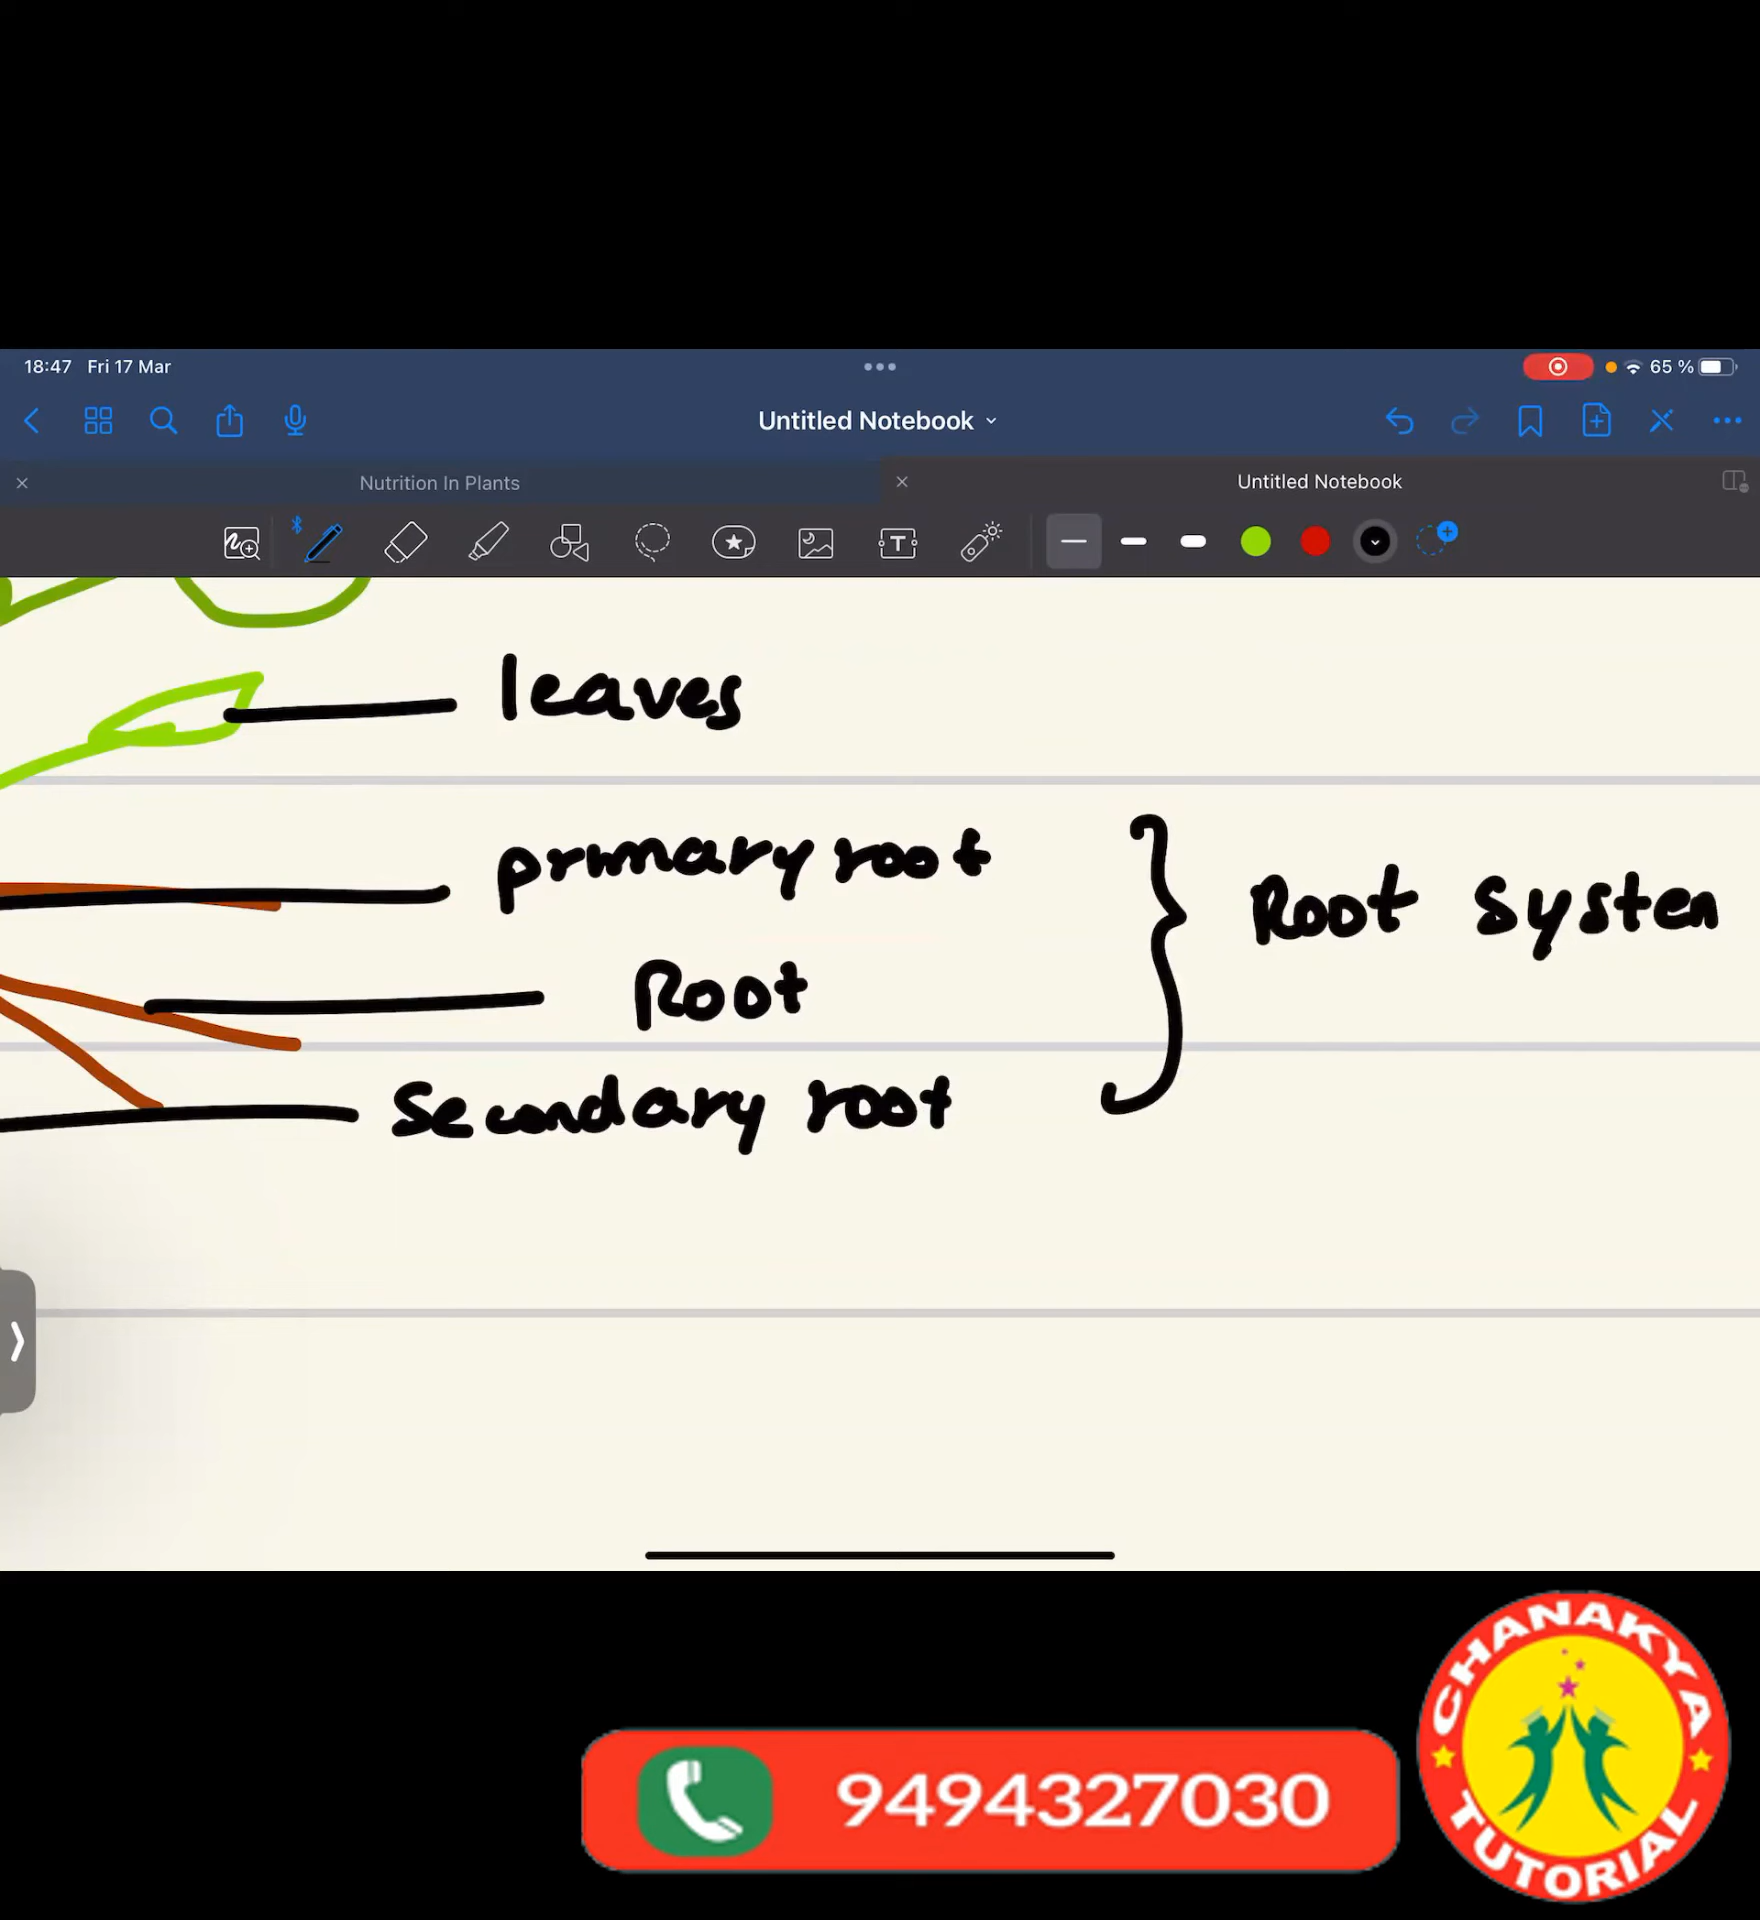 18:47 Fri 17 Mar
65 %
Untitled Notebook
Nutrition In Plants
Untitled Notebook
T
leaves
primary root
Root System
Root
Secondary root
9494327030
CHANAKYA
TUTORIAL